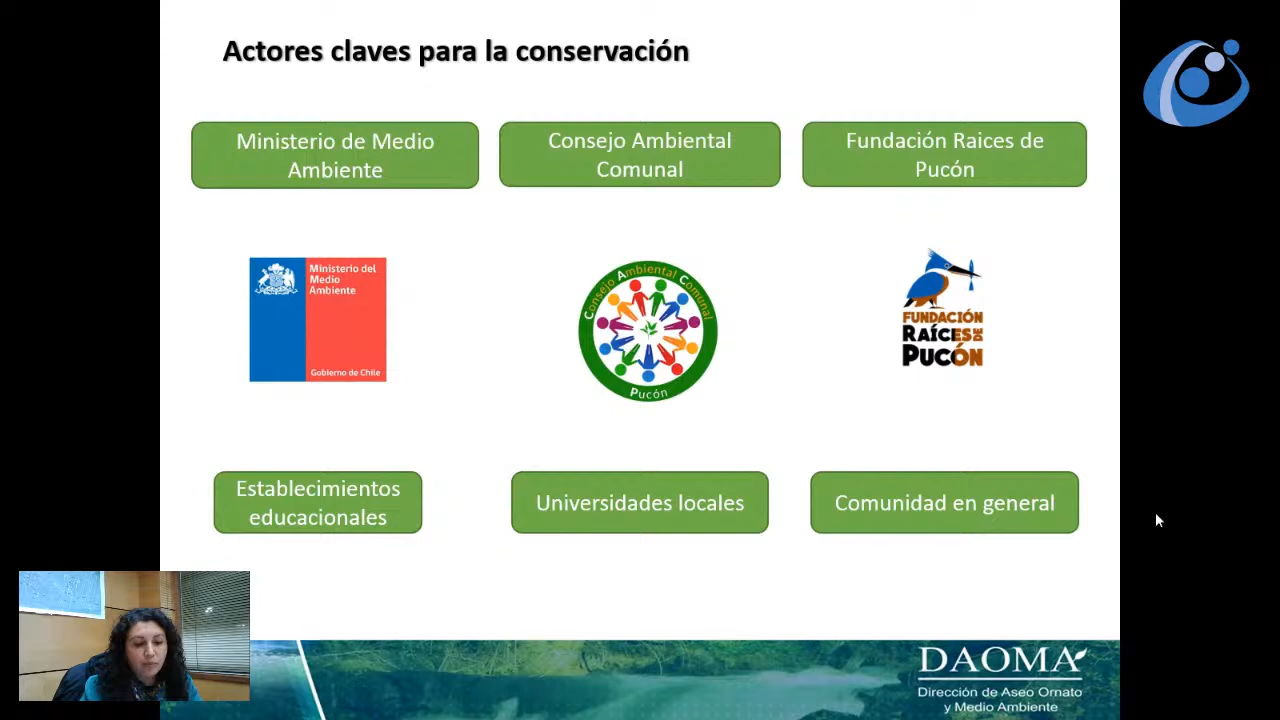 Actores claves para la conservación
Ministerio de Medio
Ambiente
Consejo Ambiental
Comunal
Fundación Raices de
Pucón
Ministerio del
Medio
Ambiente
Gobierno de Chile
Consejo Ambiental Comunal
Pucón
FUNDACIÓN
RAÍCES DE
PUCÓN
Establecimientos
educacionales
Universidades locales
Comunidad en general
DAOMA
Dirección de Aseo Ornato
y Medio Ambiente